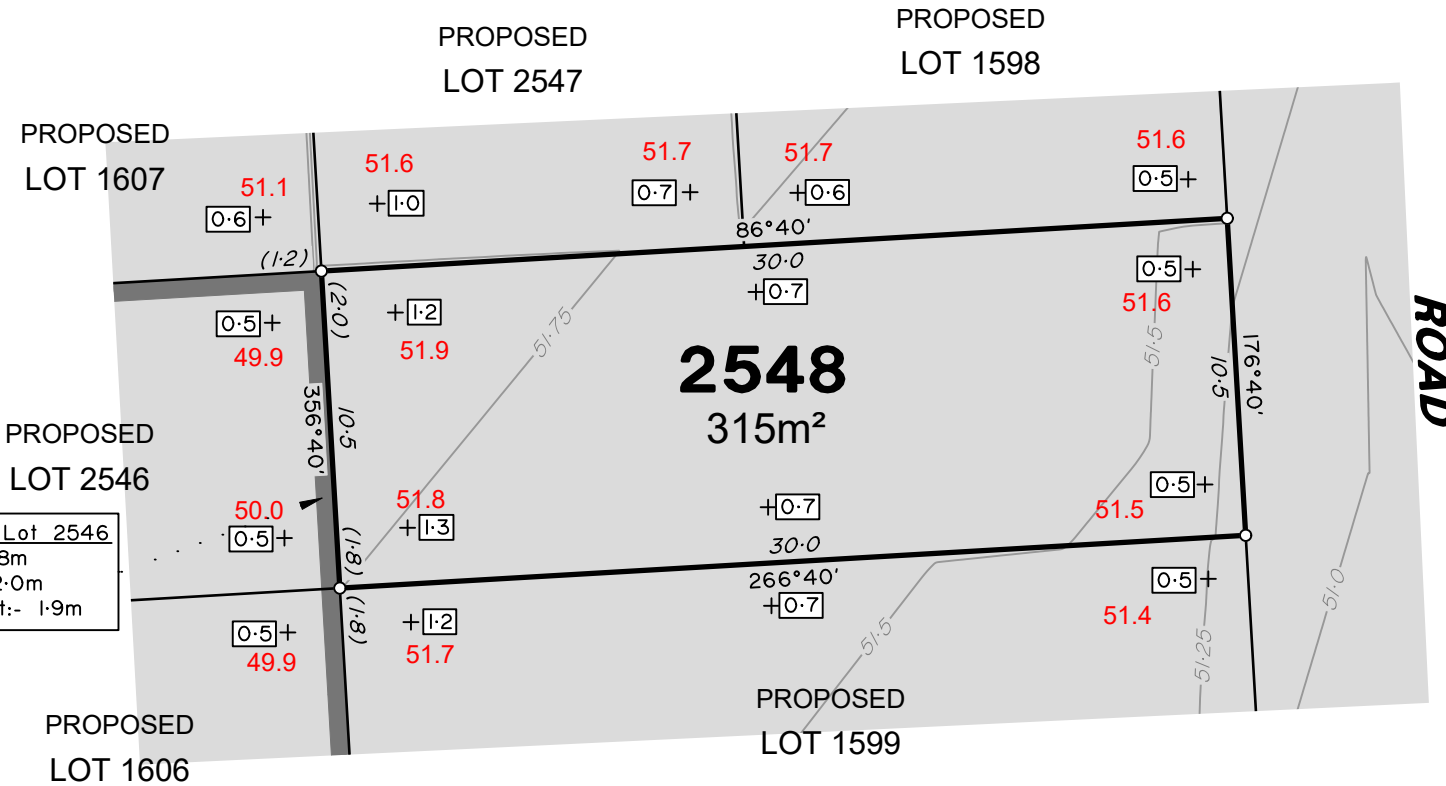 PROPOSED
LOT 2547
PROPOSED
LOT 1598
PROPOSED
LOT 1607
51.1
0·6
51.6
1·0
51.7
0·7
51.7
0·6
51.6
0·5
86°40'
30·0
(1·2)
(2·0)
0·5
49.9
1·2
51.9
51·75
0·7
0·5
51.6
51·5
2548
315m²
176°40'
10·5
ROAD
356°40'
10·5
PROPOSED
LOT 2546
50.0
0·5
51.8
1·3
0·7
0·5
51.5
Lot 2546
8m
2·0m
t:- 1·9m
(1·8)
(1·8)
30·0
266°40'
0·7
0·5
49.9
1·2
51.7
0·5
51.4
51·5
51·25
51·0
PROPOSED
LOT 1606
PROPOSED
LOT 1599